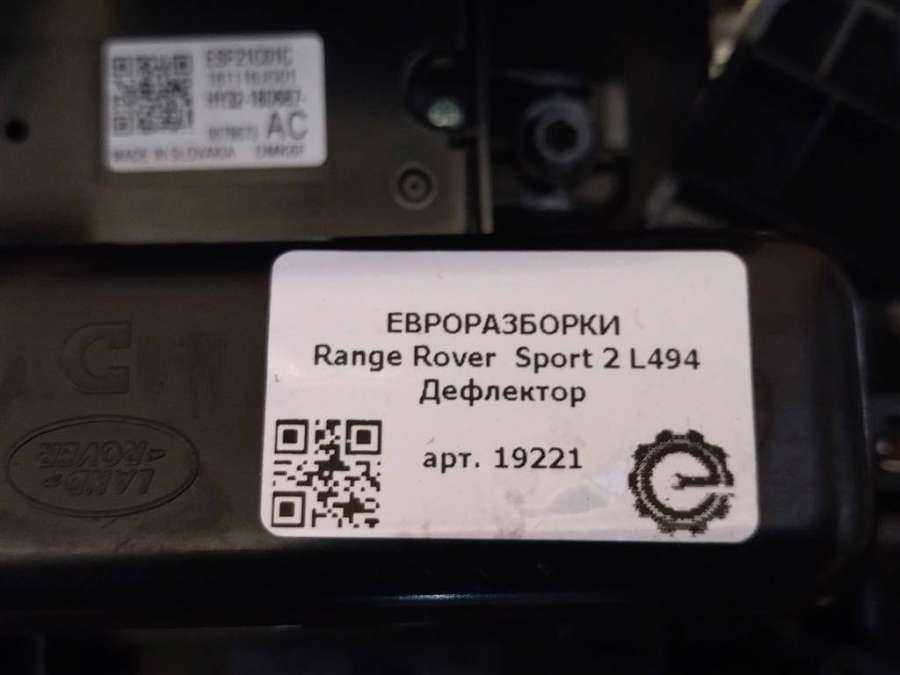 AC
MADE IN SLOVAKIA
ЕВРОРАЗБОРКИ
Range Rover Sport 2 L494
Дефлектор
арт. 19221
C
LAND
ROVER